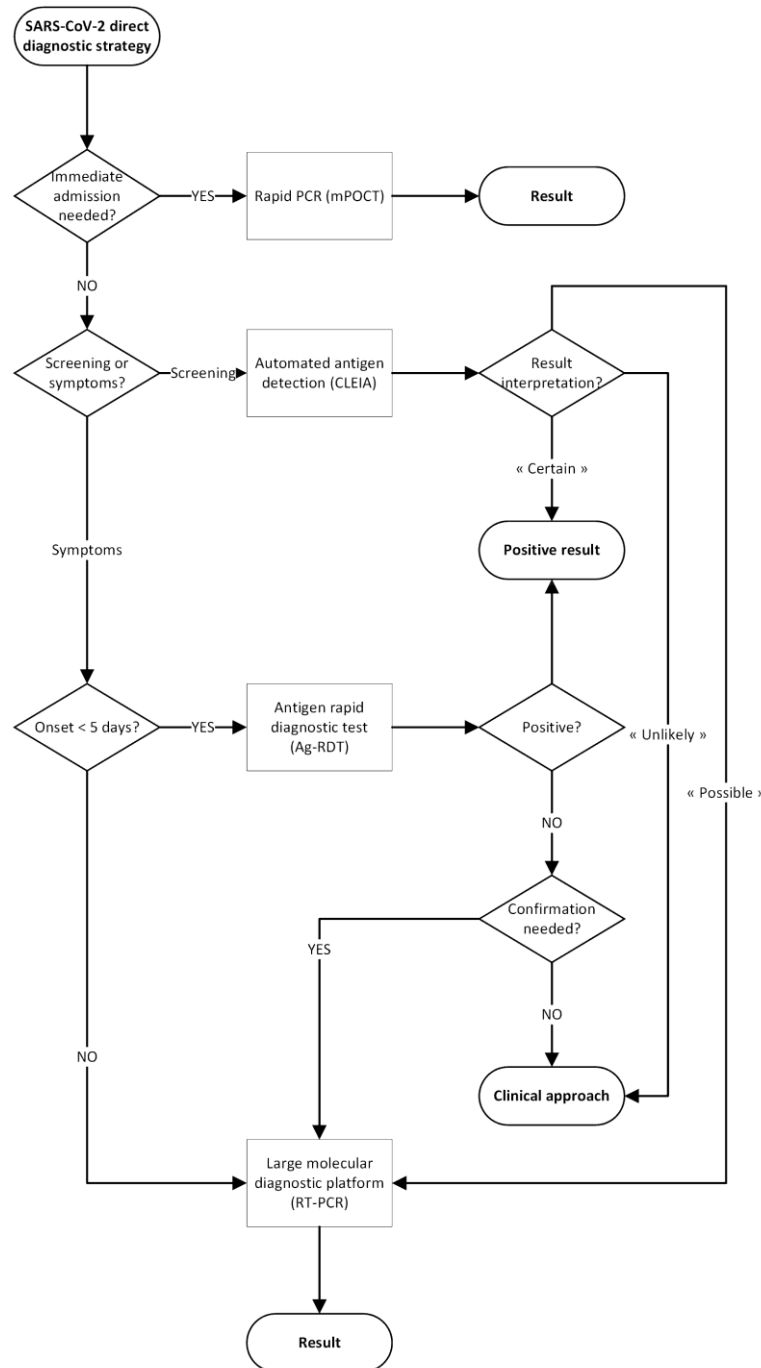 SARS-CoV-2 direct
diagnostic strategy
Immediate
admission
needed?
YES
Rapid PCR (mPOCT)
Result
NO
Screening or
symptoms?
Screening
Automated antigen
detection (CLEIA)
Result
interpretation?
« Certain »
Positive result
Symptoms
Onset < 5 days?
YES
Antigen rapid
diagnostic test
(Ag-RDT)
Positive?
« Unlikely »
« Possible »
NO
Confirmation
needed?
YES
NO
NO
Clinical approach
Large molecular
diagnostic platform
(RT-PCR)
Result